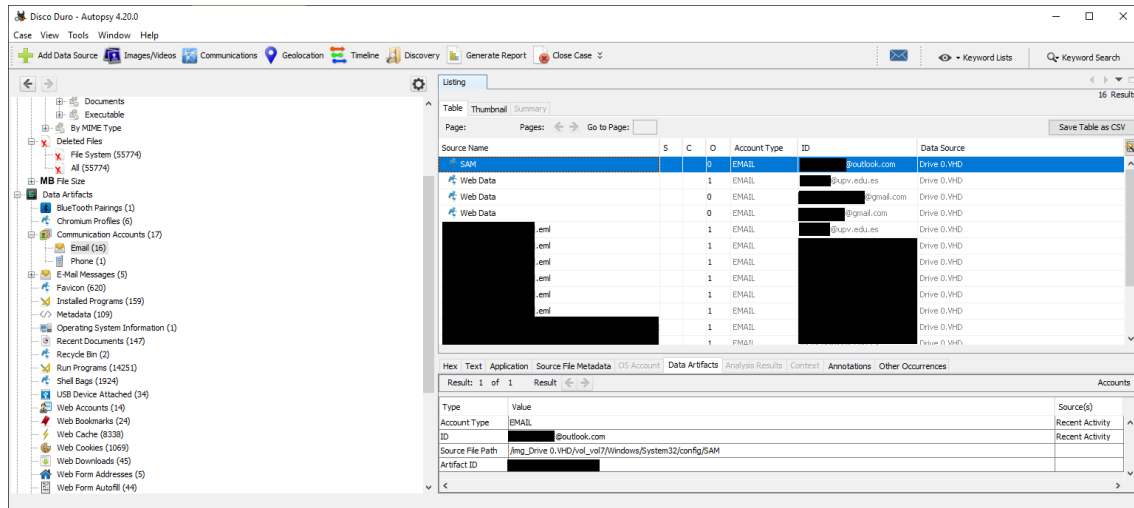 Disco Duro - Autopsy 4.20.0
Case View Tools Window Help
Add Data Source Images/Videos Communications Geolocation Timeline Discovery Generate Report Close Case Keyword Lists Keyword Search
Documents
Executable
By MIME Type
Deleted Files
File System (55774)
All (55774)
MB File Size
Data Artifacts
BlueTooth Pairings (1)
Chromium Profiles (6)
Communication Accounts (17)
Email (16)
Phone (1)
E-Mail Messages (5)
Favicon (620)
Installed Programs (159)
Metadata (109)
Operating System Information (1)
Recent Documents (147)
Recycle Bin (2)
Run Programs (14251)
Shell Bags (1924)
USB Device Attached (34)
Web Accounts (14)
Web Bookmarks (24)
Web Cache (8338)
Web Cookies (1069)
Web Downloads (45)
Web Form Addresses (5)
Web Form Autofill (44)
Listing
16 Results
Table Thumbnail Summary
Page: Pages: Go to Page: Save Table as CSV
Source Name S C O Account Type ID Data Source
SAM 0 EMAIL @outlook.com Drive 0.VHD
Web Data 1 EMAIL @upv.edu.es Drive 0.VHD
Web Data 0 EMAIL @gmail.com Drive 0.VHD
Web Data 0 EMAIL @gmail.com Drive 0.VHD
.eml 1 EMAIL @upv.edu.es Drive 0.VHD
.eml 1 EMAIL Drive 0.VHD
.eml 1 EMAIL Drive 0.VHD
.eml 1 EMAIL Drive 0.VHD
.eml 1 EMAIL Drive 0.VHD
.eml 1 EMAIL Drive 0.VHD
1 EMAIL Drive 0.VHD
1 EMAIL Drive 0.VHD
Hex Text Application Source File Metadata OS Account Data Artifacts Analysis Results Context Annotations Other Occurrences
Result: 1 of 1 Result Accounts
Type Value Source(s)
Account Type EMAIL Recent Activity
ID @outlook.com Recent Activity
Source File Path /img_Drive 0.VHD/vol_vol7/Windows/System32/config/SAM
Artifact ID